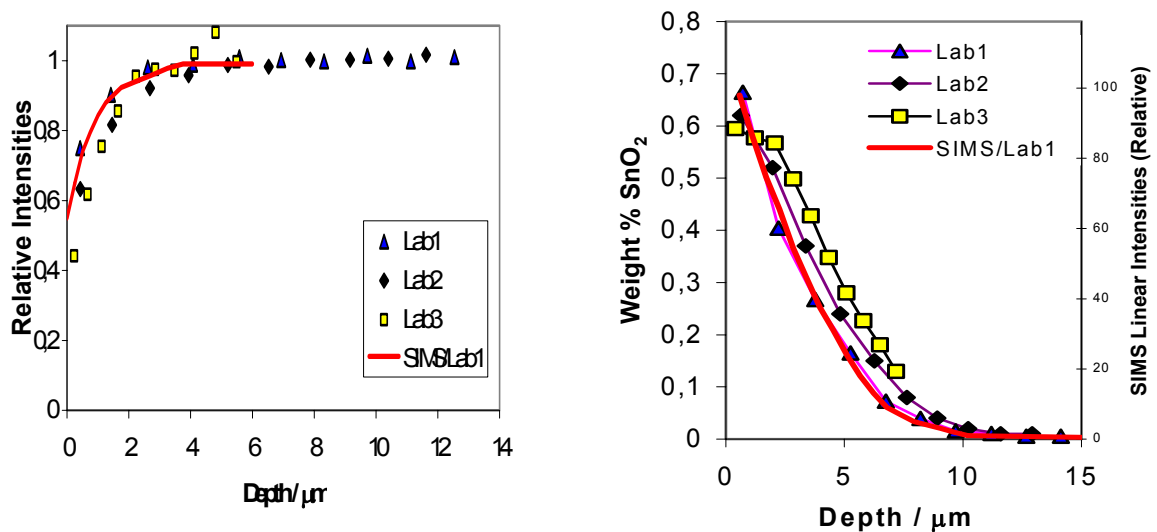 Relative Intensities
1
0,8
0,6
0,4
0,2
0
0 2 4 6 8 10 12 14
Depth / μm
Lab1
Lab2
Lab3
SIMS/Lab1
Weight % SnO2
0,8
0,7
0,6
0,5
0,4
0,3
0,2
0,1
0
0 5 10 15
Depth / μm
Lab1
Lab2
Lab3
SIMS/Lab1
100
80
60
40
20
0
SIMS Linear Intensities (Relative)